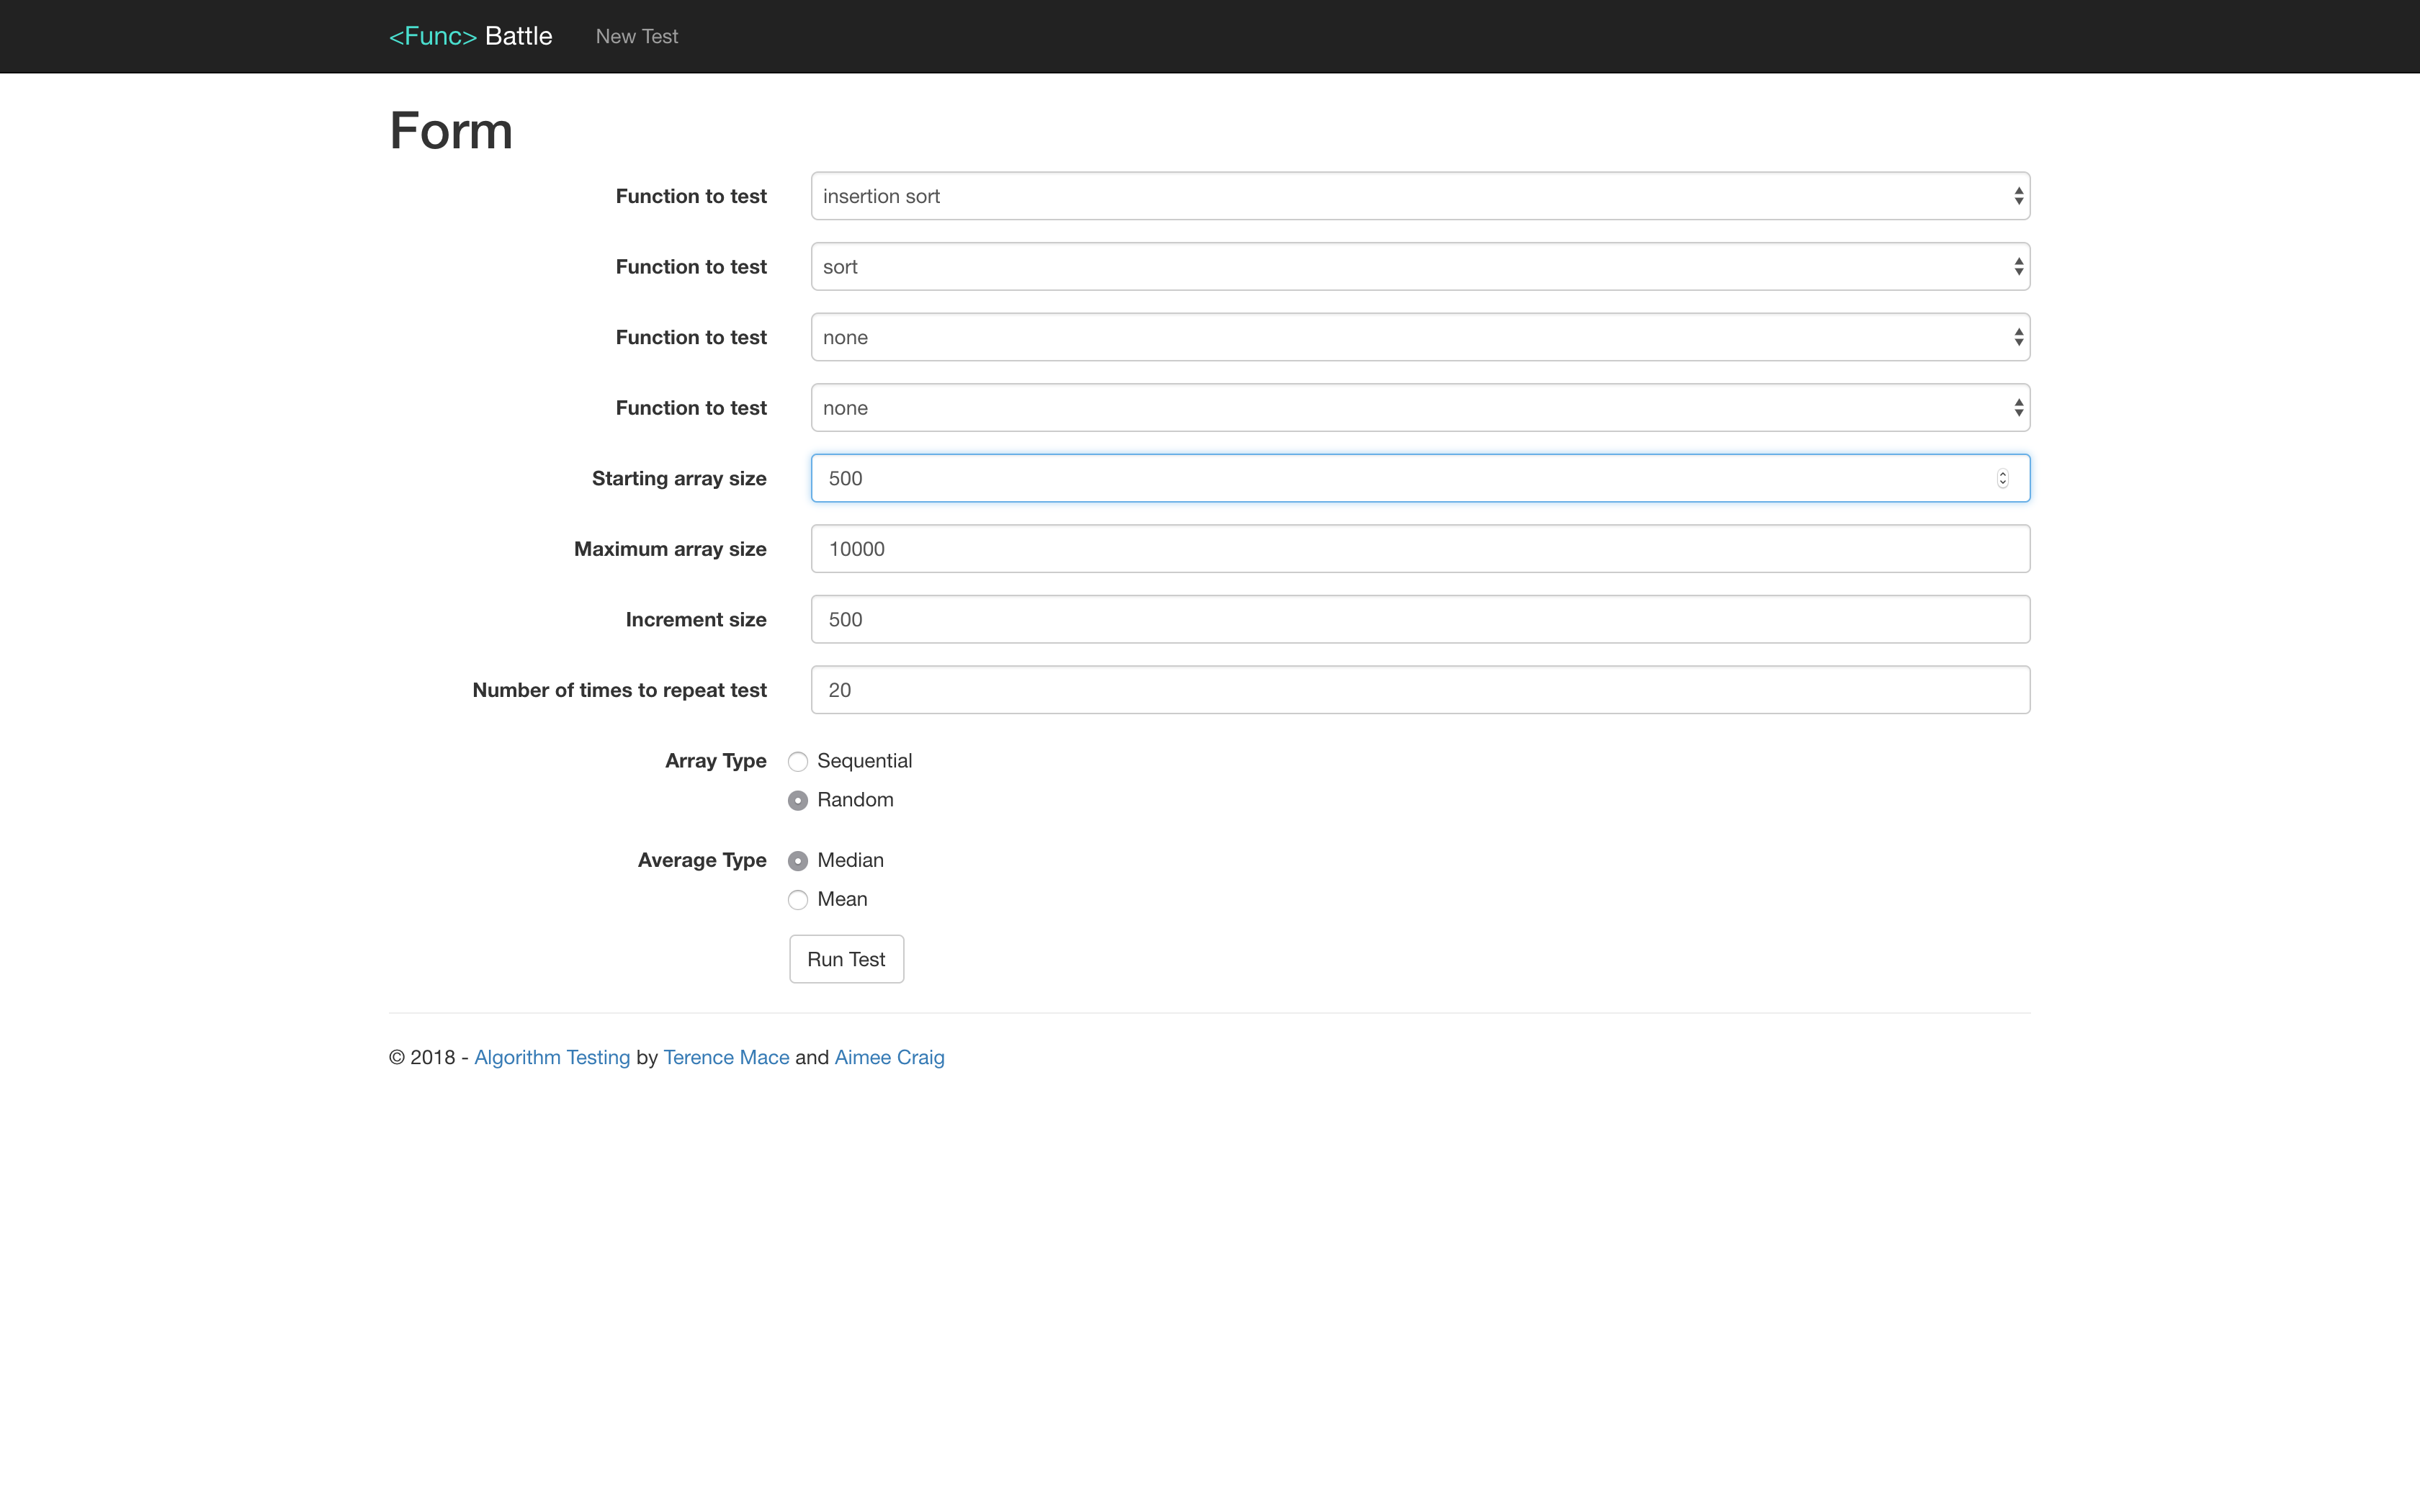 <Func> Battle New Test
Form
Function to test insertion sort
Function to test sort
Function to test none
Function to test none
Starting array size 500
Maximum array size 10000
Increment size 500
Number of times to repeat test 20
Array Type Sequential
Random
Average Type Median
Mean
Run Test
© 2018 - Algorithm Testing by Terence Mace and Aimee Craig